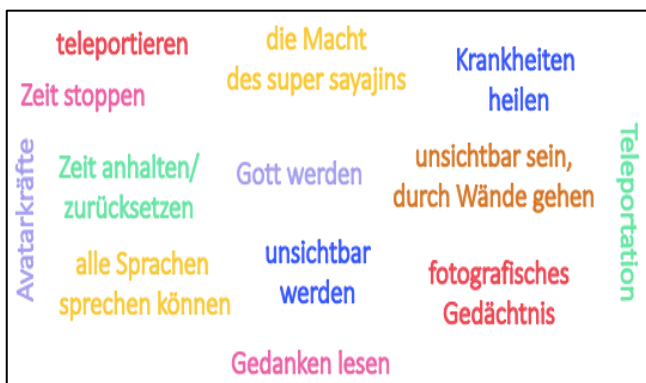 teleportieren
die Macht
des super sayajins
Krankheiten
heilen
Zeit stoppen
Avatarkräfte
Zeit anhalten/
zurücksetzen
Gott werden
unsichtbar sein,
durch Wände gehen
Teleportation
alle Sprachen
sprechen können
unsichtbar
werden
fotografisches
Gedächtnis
Gedanken lesen